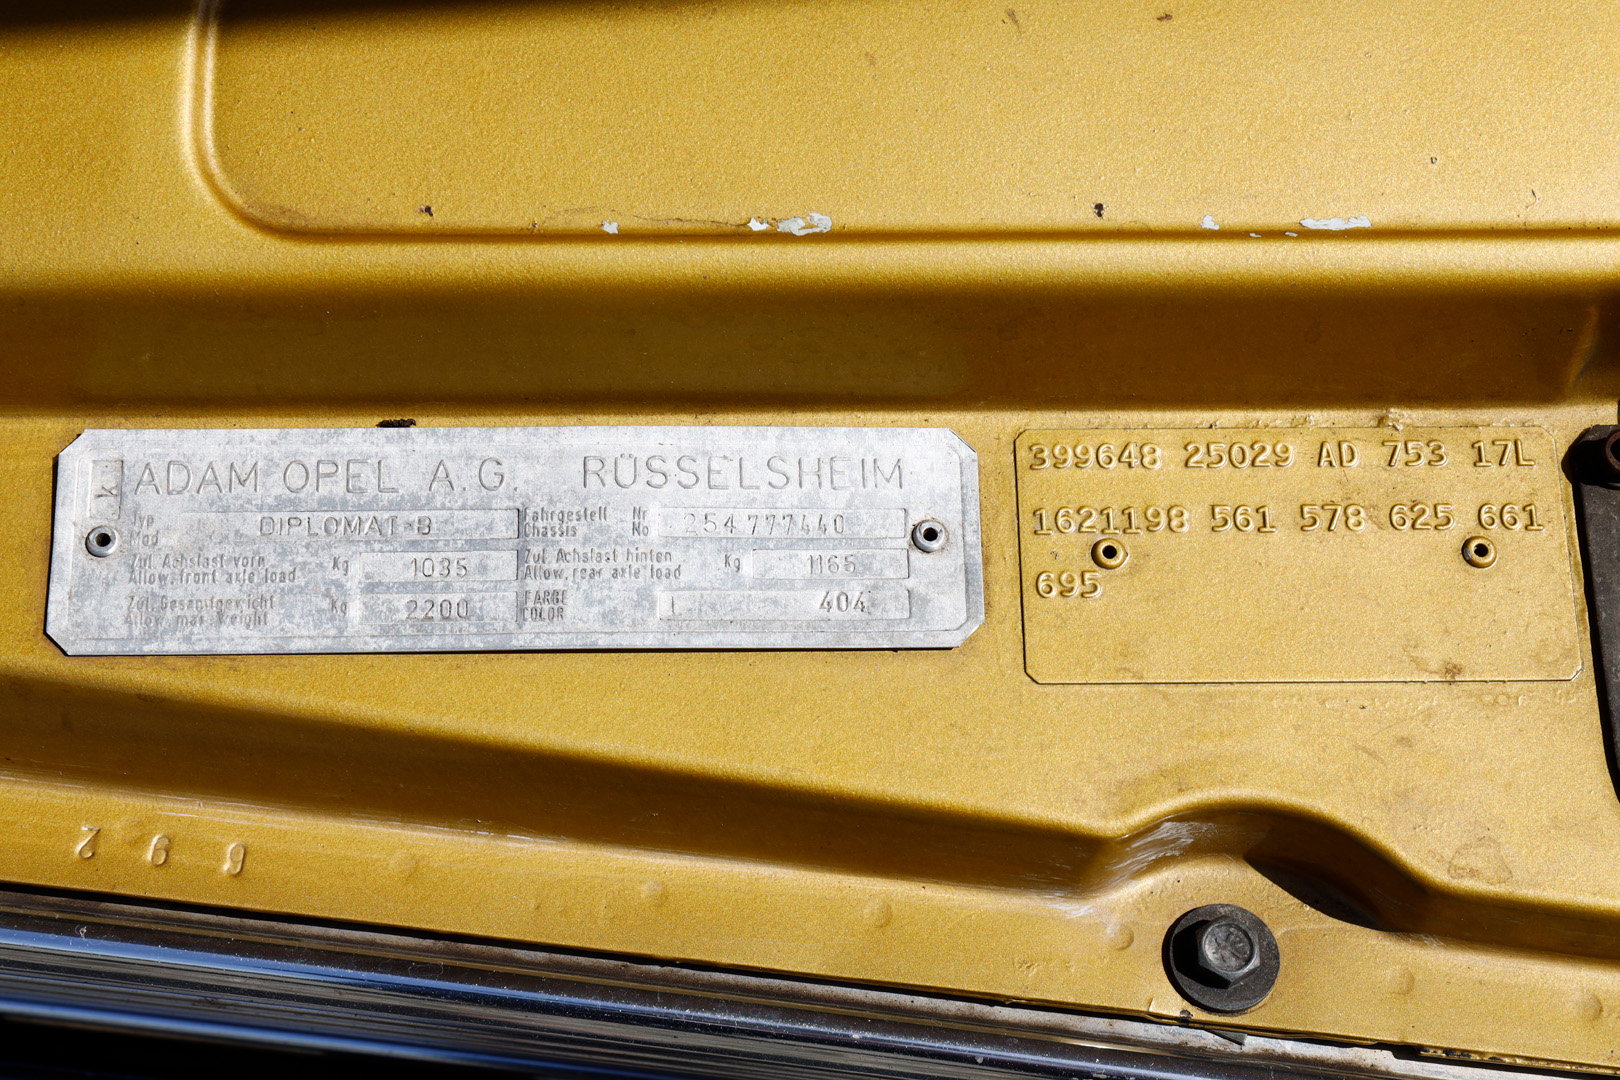 k ADAM OPEL A.G. RÜSSELSHEIM
Typ Mod DIPLOMAT-B Fahrgestell Chassis Nr No 254777440
Zul. Achslast vorn Allow. front axle load Kg 1035 Zul. Achslast hinten Allow. rear axle load Kg 1165
Zul. Gesamtgewicht Allow. max. weight Kg 2200 FARBE COLOR 404
399648 25029 AD 753 17L
1621198 561 578 625 661
695